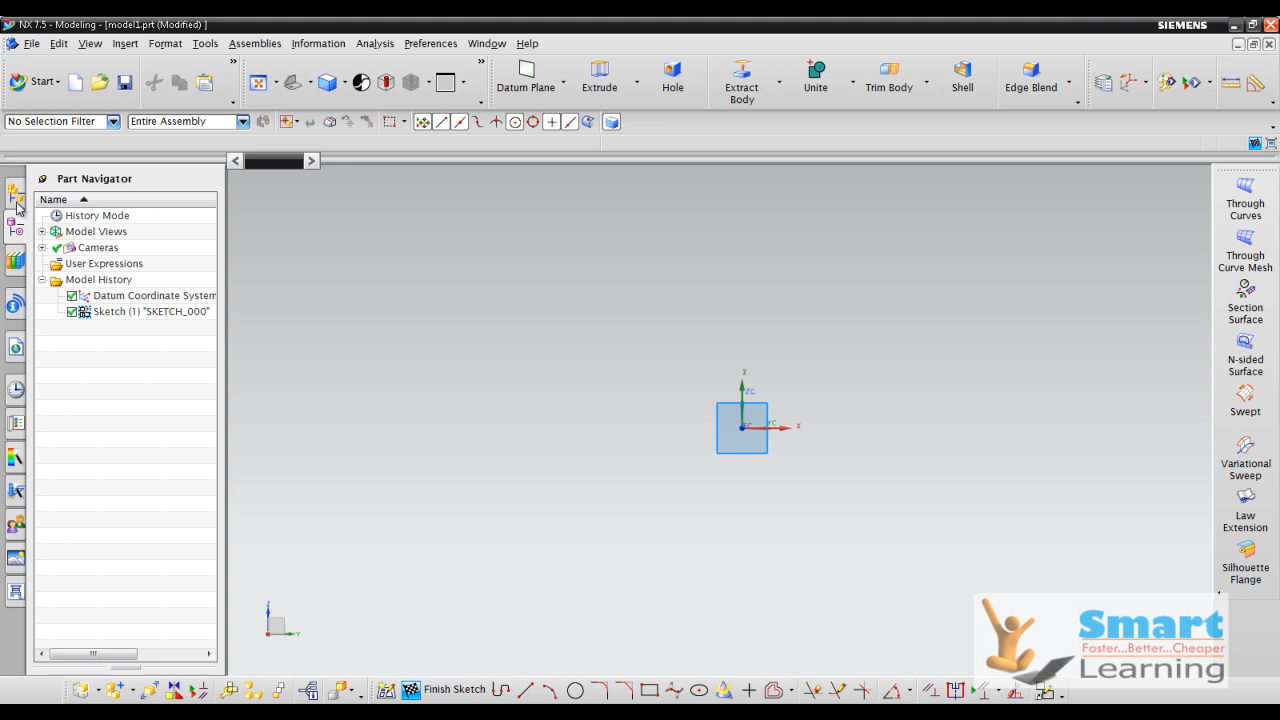 NX 7.5 - Modeling - [model1.prt (Modified) ]
SIEMENS
File Edit View Insert Format Tools Assemblies Information Analysis Preferences Window Help
Start
Datum Plane
Extrude
Hole
Extract Body
Unite
Trim Body
Shell
Edge Blend
No Selection Filter
Entire Assembly
Part Navigator
Name
History Mode
Model Views
Cameras
User Expressions
Model History
Datum Coordinate System
Sketch (1) "SKETCH_000"
ZC
YC
X
Z
Y
Through
Curves
Through
Curve Mesh
Section
Surface
N-sided
Surface
Swept
Variational
Sweep
Law
Extension
Silhouette
Flange
Smart
Faster...Better...Cheaper
Learning
Finish Sketch